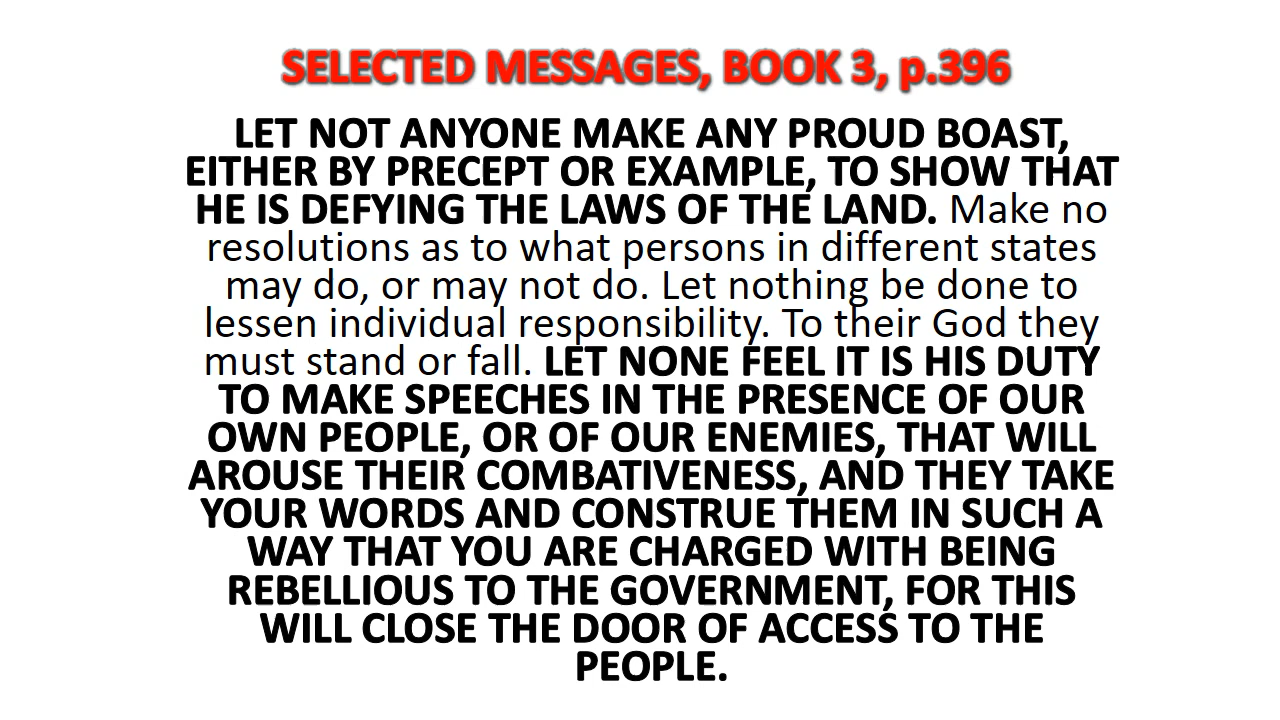 SELECTED MESSAGES, BOOK 3, p.396
LET NOT ANYONE MAKE ANY PROUD BOAST,
EITHER BY PRECEPT OR EXAMPLE, TO SHOW THAT
HE IS DEFYING THE LAWS OF THE LAND. Make no
resolutions as to what persons in different states
may do, or may not do. Let nothing be done to
lessen individual responsibility. To their God they
must stand or fall. LET NONE FEEL IT IS HIS DUTY
TO MAKE SPEECHES IN THE PRESENCE OF OUR
OWN PEOPLE, OR OF OUR ENEMIES, THAT WILL
AROUSE THEIR COMBATIVENESS, AND THEY TAKE
YOUR WORDS AND CONSTRUE THEM IN SUCH A
WAY THAT YOU ARE CHARGED WITH BEING
REBELLIOUS TO THE GOVERNMENT, FOR THIS
WILL CLOSE THE DOOR OF ACCESS TO THE
PEOPLE.